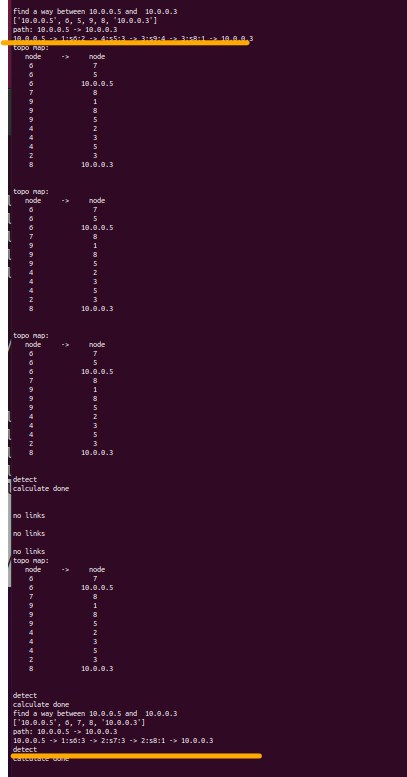 find a way between 10.0.0.5 and  10.0.0.3
['10.0.0.5', 6, 5, 9, 8, '10.0.0.3']
path: 10.0.0.5 -> 10.0.0.3
10.0.0.5 -> 1:s6:2 -> 4:s5:3 -> 3:s9:4 -> 3:s8:1 -> 10.0.0.3
topo map:
node -> node
6 7
6 5
6 10.0.0.5
7 8
9 1
9 8
9 5
4 2
4 3
4 5
2 3
8 10.0.0.3
topo map:
node -> node
6 7
6 5
6 10.0.0.5
7 8
9 1
9 8
9 5
4 2
4 3
4 5
2 3
8 10.0.0.3
topo map:
node -> node
6 7
6 5
6 10.0.0.5
7 8
9 1
9 8
9 5
4 2
4 3
4 5
2 3
8 10.0.0.3
detect
calculate done
no links
no links
no links
topo map:
node -> node
6 7
6 10.0.0.5
7 8
9 1
9 8
9 5
4 2
4 3
4 5
2 3
8 10.0.0.3
detect
calculate done
find a way between 10.0.0.5 and  10.0.0.3
['10.0.0.5', 6, 7, 8, '10.0.0.3']
path: 10.0.0.5 -> 10.0.0.3
10.0.0.5 -> 1:s6:3 -> 2:s7:3 -> 2:s8:1 -> 10.0.0.3
detect
calculate done